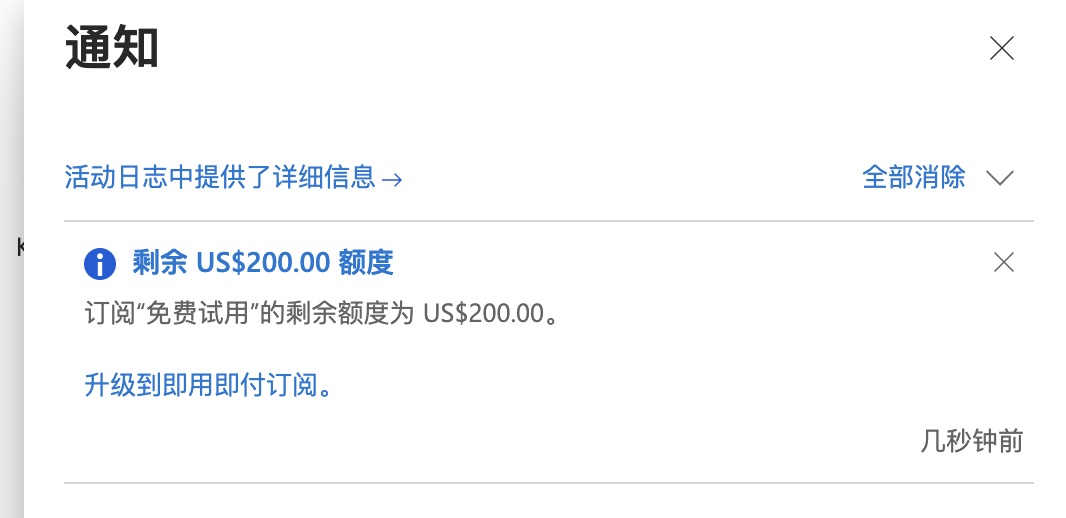 通知
活动日志中提供了详细信息→
全部消除
剩余 US$200.00 额度
订阅“免费试用”的剩余额度为 US$200.00。
升级到即用即付订阅。
几秒钟前